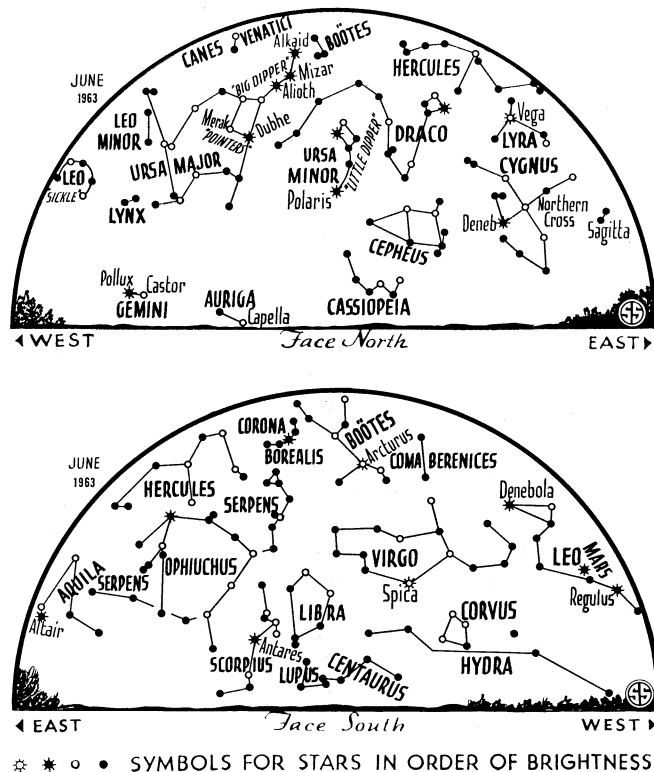 CANES VENATICI
BOÖTES
Alkaid
HERCULES
JUNE
1963
"BIG DIPPER"
Mizar
Alioth
LEO
MINOR
Merak
Dubhe
"POINTERS"
DRACO
Vega
LYRA
URSA MAJOR
URSA
MINOR
"LITTLE DIPPER"
CYGNUS
LEO
SICKLE
LYNX
Polaris
Northern
Cross
Deneb
Sagitta
CEPHEUS
Pollux
Castor
GEMINI
AURIGA
Capella
CASSIOPEIA
SS
WEST
Face North
EAST
CORONA
BOREALIS
BOÖTES
Arcturus
COMA BERENICES
JUNE
1963
HERCULES
SERPENS
Denebola
AQUILA
SERPENS
OPHIUCHUS
VIRGO
Spica
LEO
MARS
Regulus
Altair
LIBRA
CORVUS
SCORPIUS
Antares
LUPUS
CENTAURUS
HYDRA
SS
EAST
Face South
WEST
SYMBOLS FOR STARS IN ORDER OF BRIGHTNESS